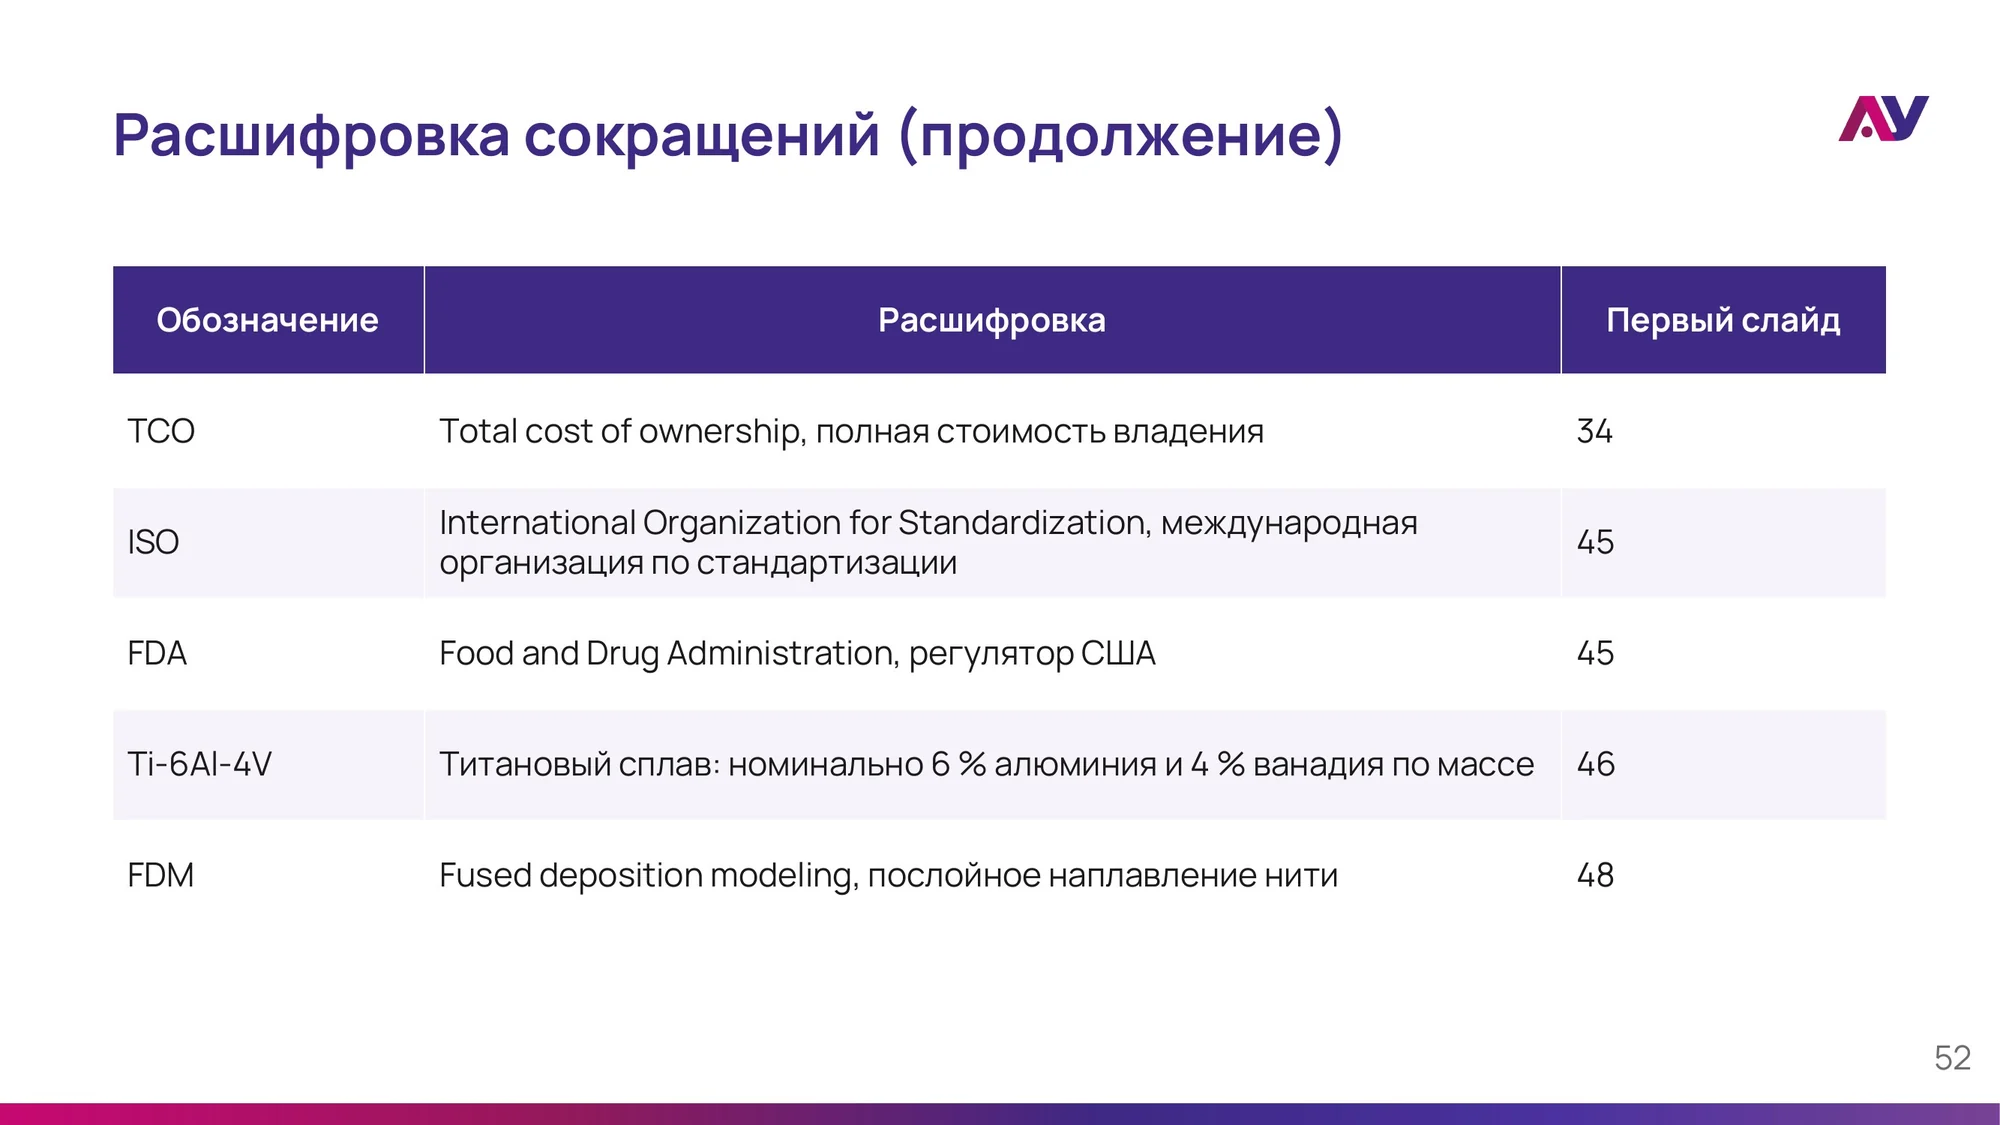 Расшифровка сокращений (продолжение)
АУ
Обозначение Расшифровка Первый слайд
TCO Total cost of ownership, полная стоимость владения 34
ISO International Organization for Standardization, международная
организация по стандартизации 45
FDA Food and Drug Administration, регулятор США 45
Ti-6Al-4V Титановый сплав: номинально 6 % алюминия и 4 % ванадия по массе 46
FDM Fused deposition modeling, послойное наплавление нити 48
52